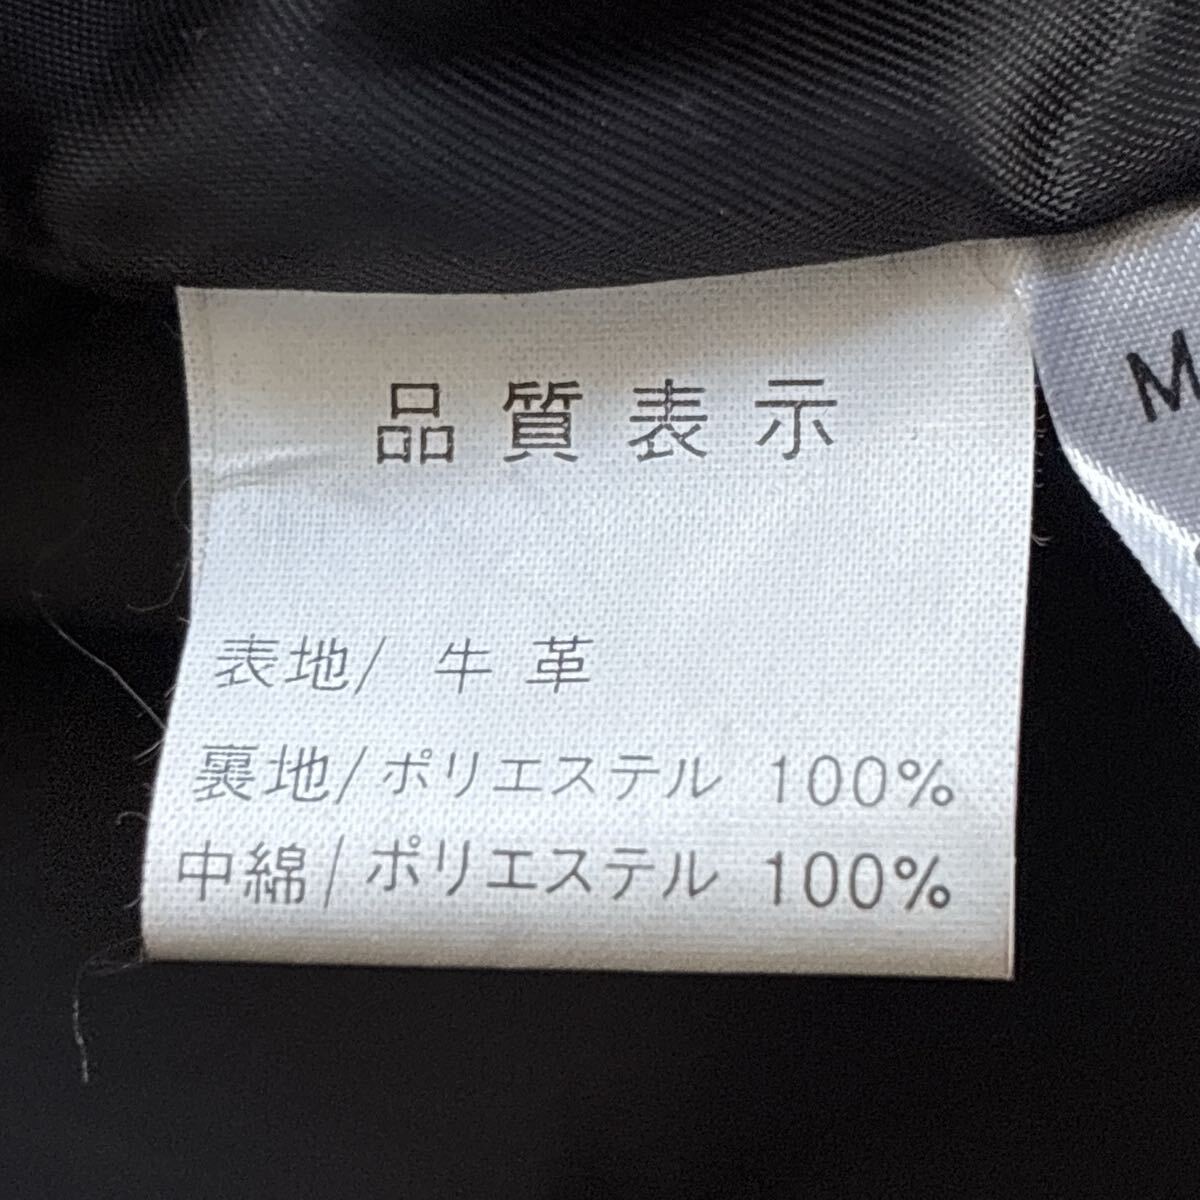 品質表示
表地/ 牛革
裏地/ポリエステル 100%
中綿/ポリエステル 100%
M